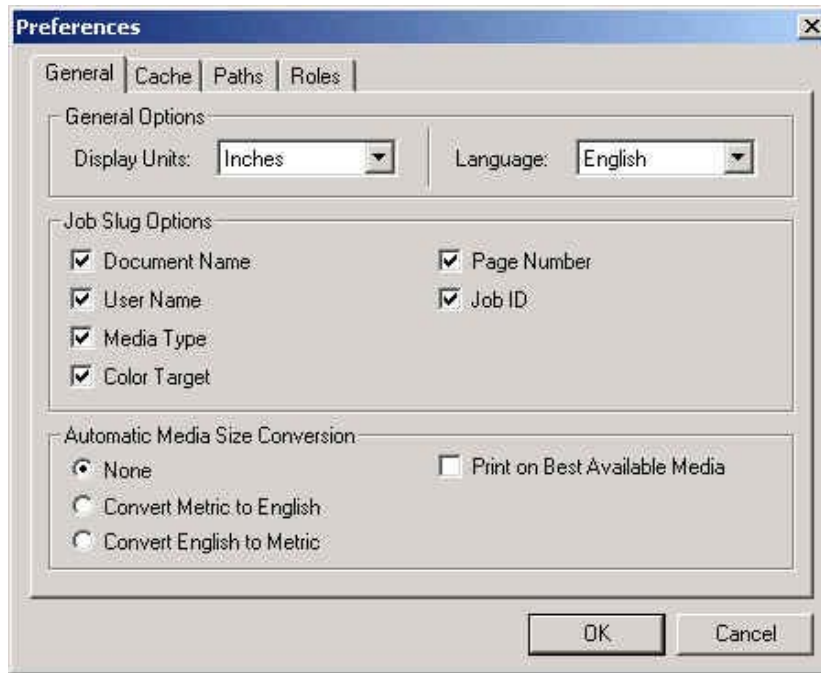 Preferences
General Cache Paths Roles
General Options
Display Units: Inches Language: English
Job Slug Options
Document Name Page Number
User Name Job ID
Media Type
Color Target
Automatic Media Size Conversion
None Print on Best Available Media
Convert Metric to English
Convert English to Metric
OK Cancel